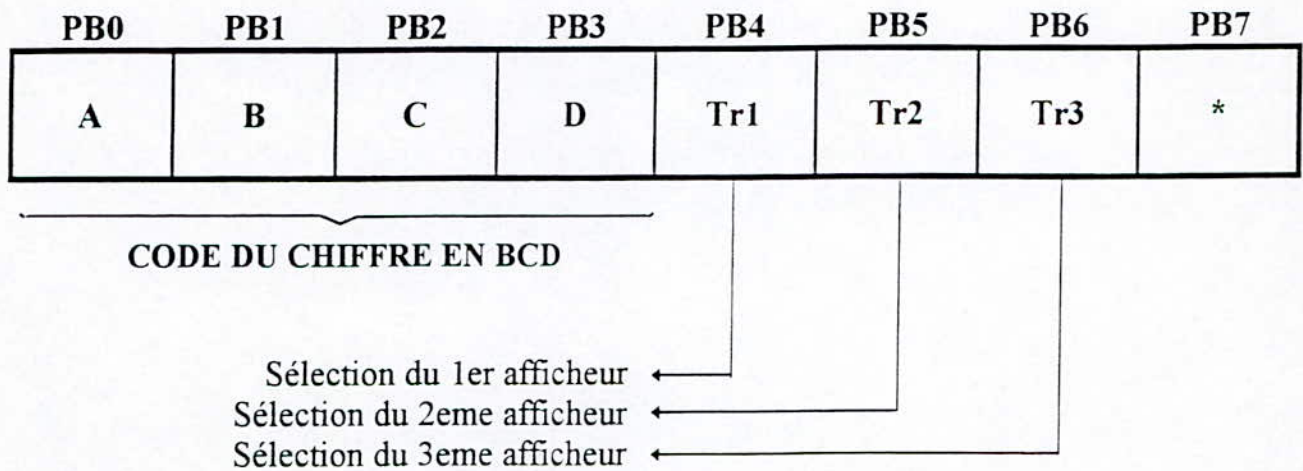 PB0 PB1 PB2 PB3 PB4 PB5 PB6 PB7
A B C D Tr1 Tr2 Tr3 *
CODE DU CHIFFRE EN BCD
Sélection du 1er afficheur
Sélection du 2eme afficheur
Sélection du 3eme afficheur